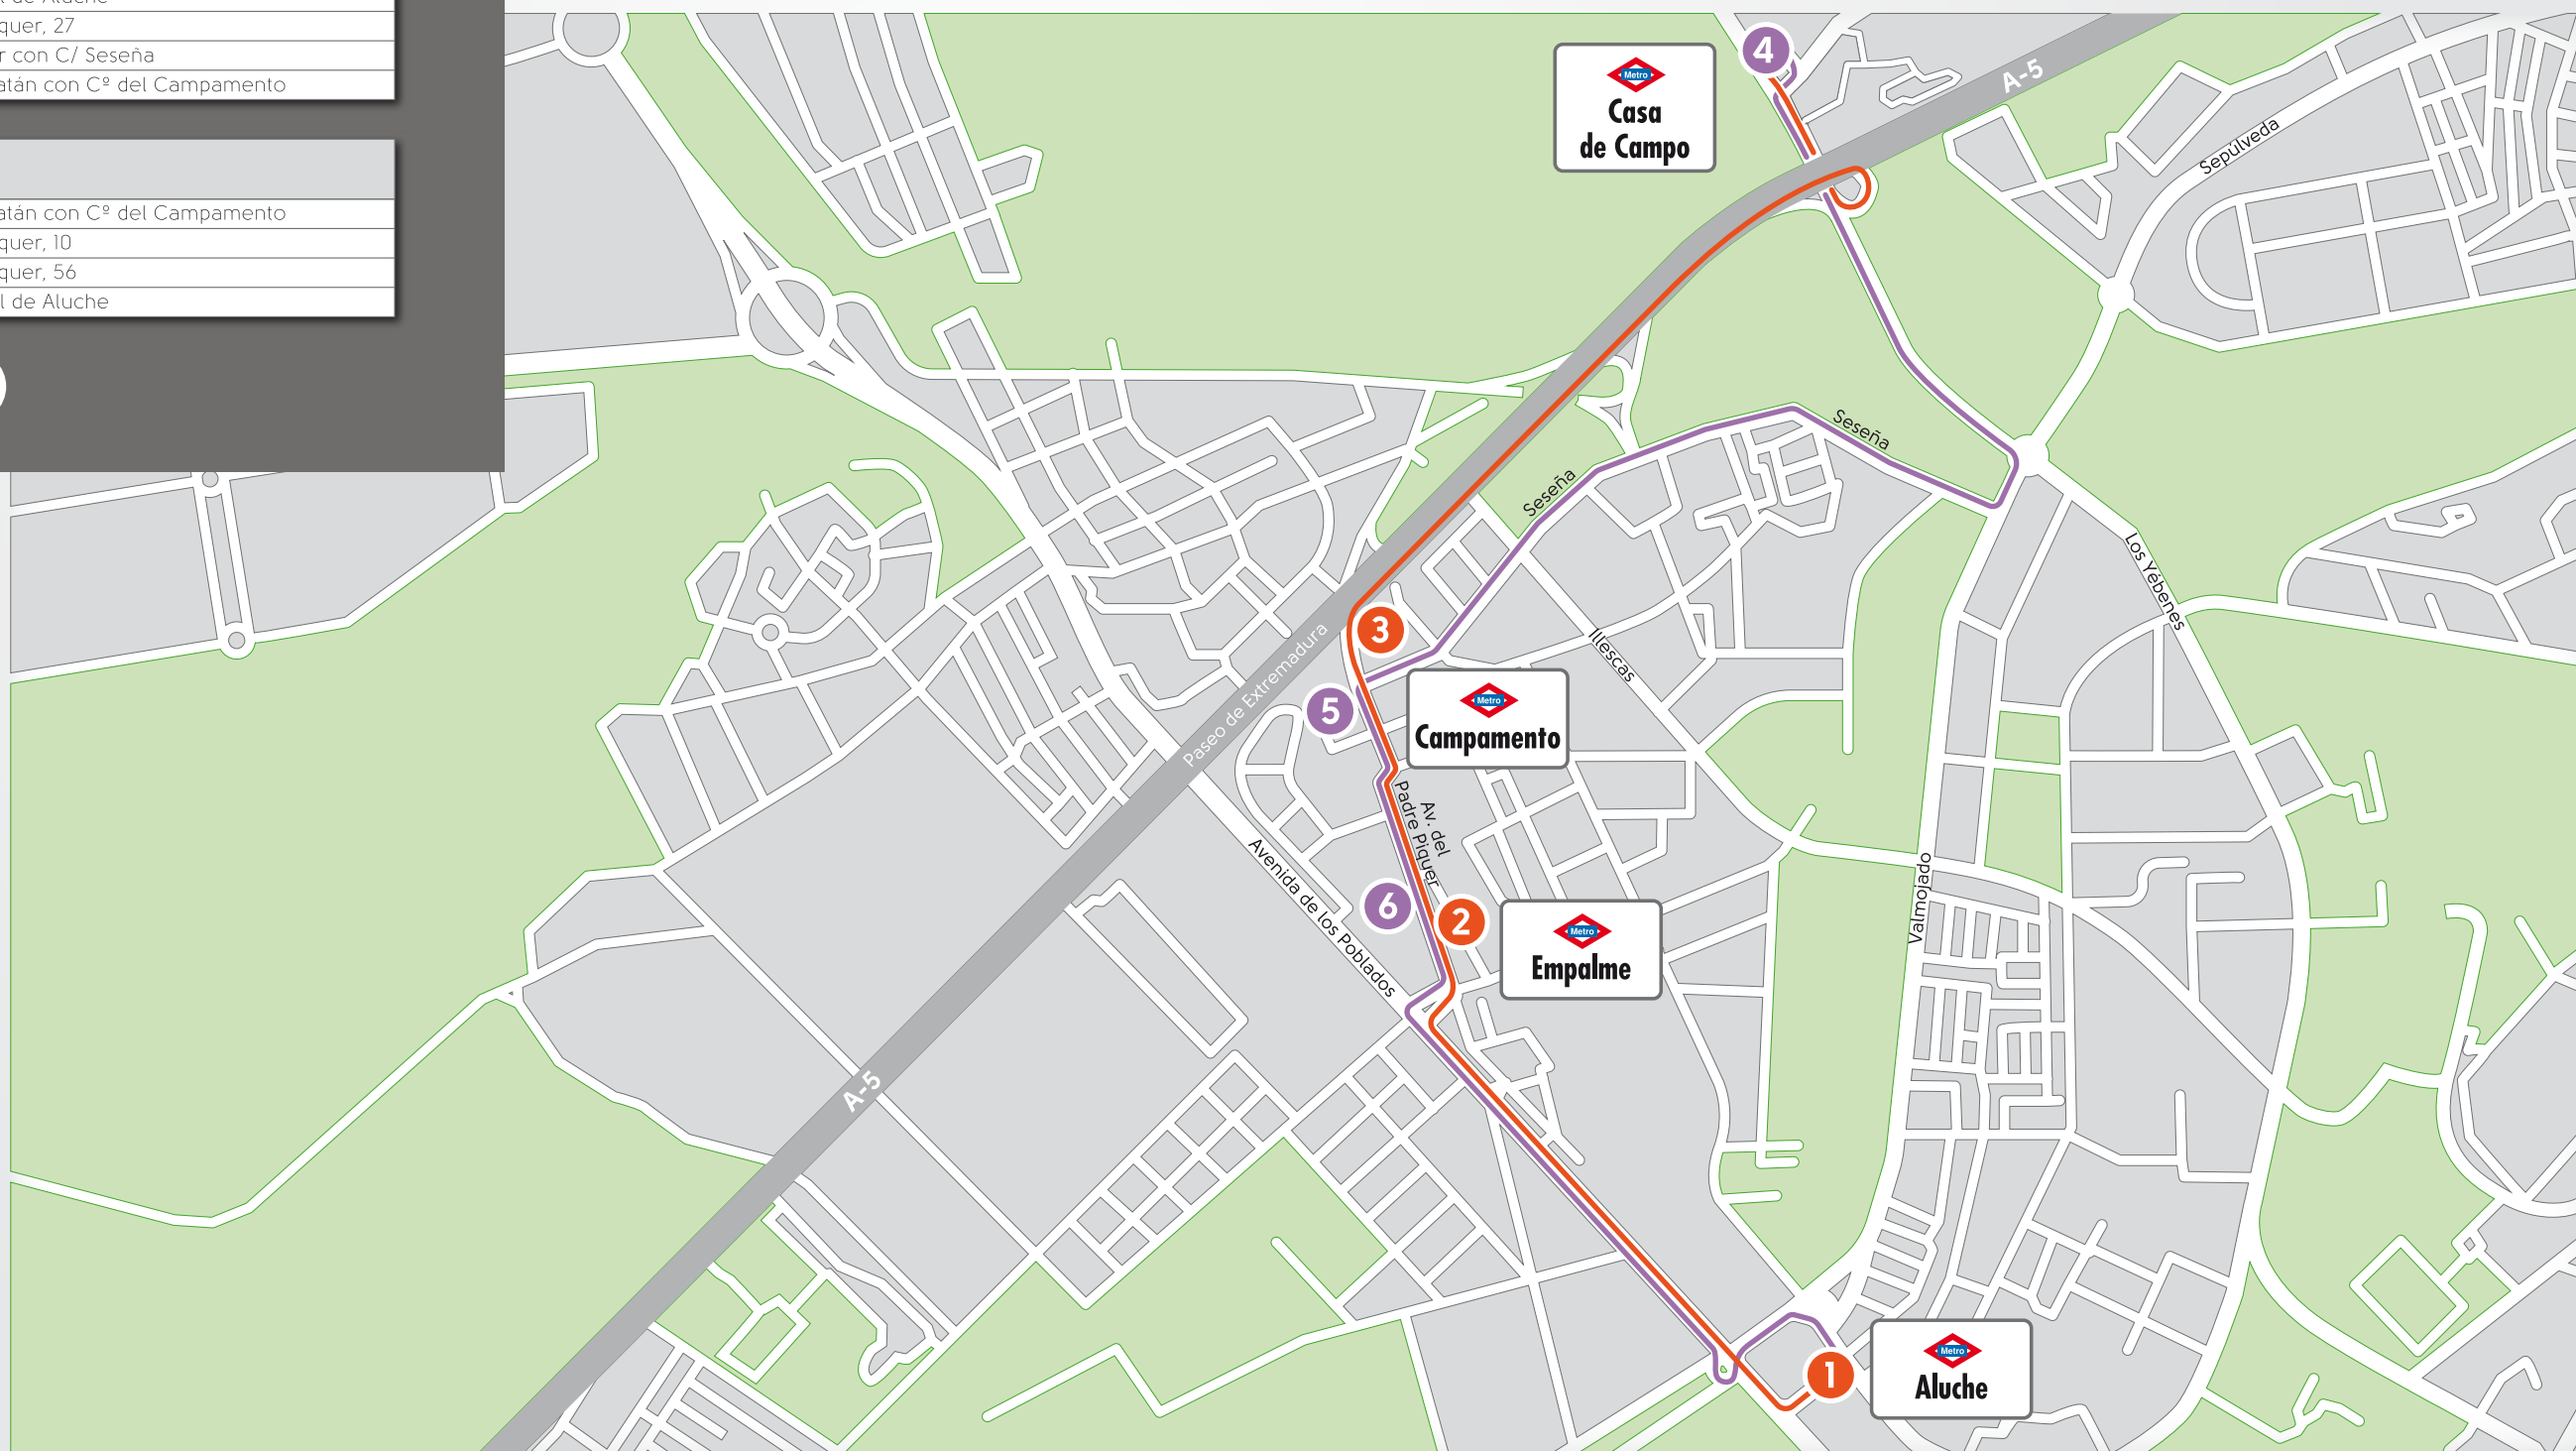 quer, 27
r con C/ Seseña
atán con Cº del Campamento
atán con Cº del Campamento
quer, 10
quer, 56
l de Aluche
4
Metro
Casa
de Campo
A-5
Sepúlveda
Seseña
Seseña
Los Yébenes
3
Illescas
Paseo de Extremadura
5
Metro
Campamento
Av. del
Padre Piquer
Avenida de los Poblados
Valmojado
6
2
Metro
Empalme
A-5
1
Metro
Aluche